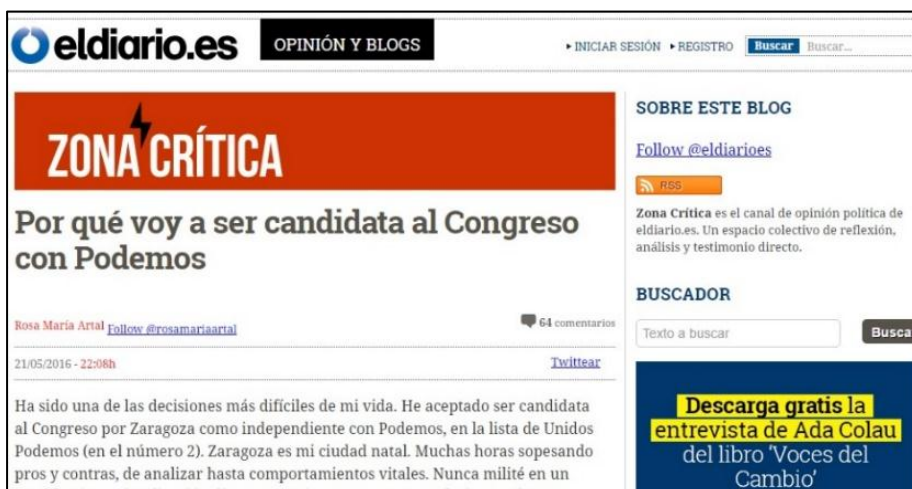 eldiario.es OPINIÓN Y BLOGS
INICIAR SESIÓN REGISTRO Buscar Buscar...
ZONA CRÍTICA
Por qué voy a ser candidata al Congreso
con Podemos
Rosa María Artal Follow @rosamariaartal
64 comentarios
21/05/2016 - 22:08h
Twittear
Ha sido una de las decisiones más difíciles de mi vida. He aceptado ser candidata
al Congreso por Zaragoza como independiente con Podemos, en la lista de Unidos
Podemos (en el número 2). Zaragoza es mi ciudad natal. Muchas horas sopesando
pros y contras, de analizar hasta comportamientos vitales. Nunca milité en un
SOBRE ESTE BLOG
Follow @eldiarioes
RSS
Zona Crítica es el canal de opinión política de
eldiario.es. Un espacio colectivo de reflexión,
análisis y testimonio directo.
BUSCADOR
Texto a buscar Busca
Descarga gratis la
entrevista de Ada Colau
del libro 'Voces del
Cambio'